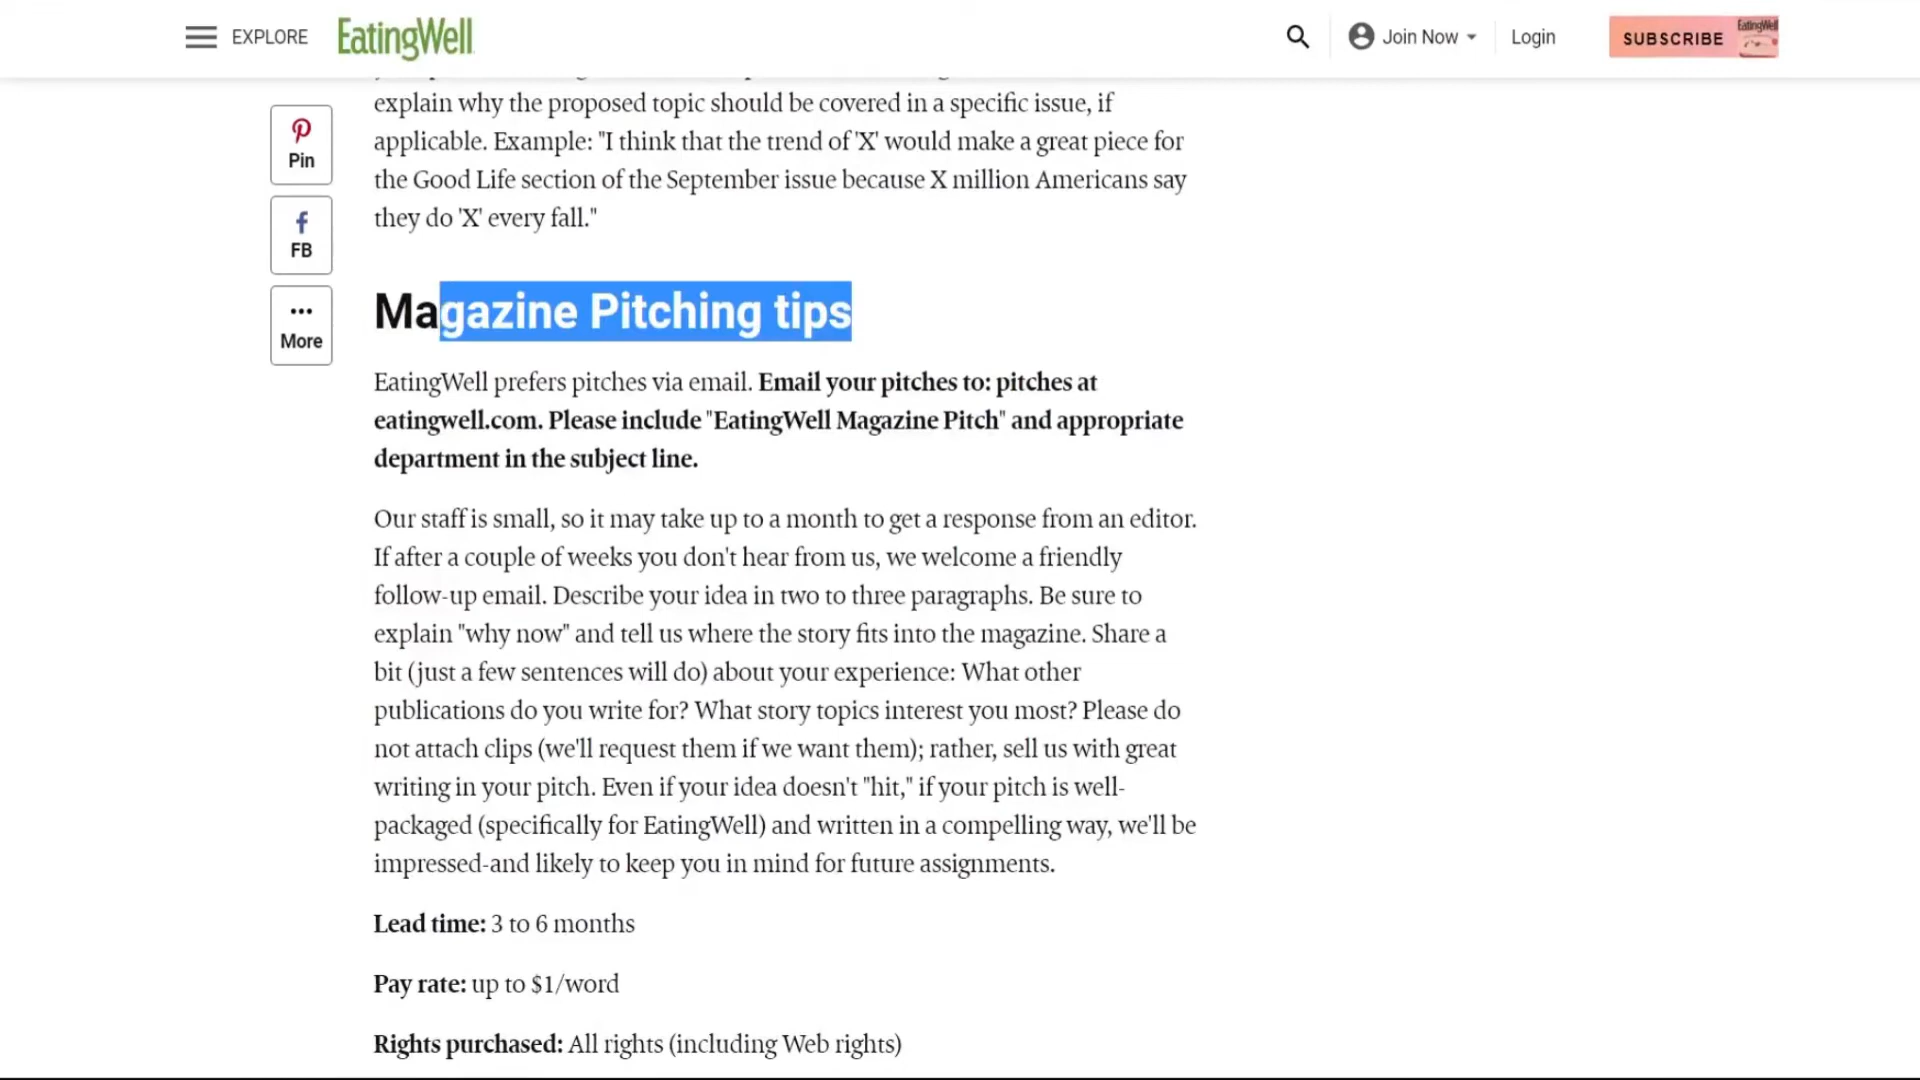 EXPLORE
EatingWell
Join Now
Login
SUBSCRIBE
EatingWell
explain why the proposed topic should be covered in a specific issue, if
applicable. Example: "I think that the trend of 'X' would make a great piece for
the Good Life section of the September issue because X million Americans say
they do 'X' every fall."
Pin
FB
More
Magazine Pitching tips
EatingWell prefers pitches via email. Email your pitches to: pitches at
eatingwell.com. Please include "EatingWell Magazine Pitch" and appropriate
department in the subject line.
Our staff is small, so it may take up to a month to get a response from an editor.
If after a couple of weeks you don't hear from us, we welcome a friendly
follow-up email. Describe your idea in two to three paragraphs. Be sure to
explain "why now" and tell us where the story fits into the magazine. Share a
bit (just a few sentences will do) about your experience: What other
publications do you write for? What story topics interest you most? Please do
not attach clips (we'll request them if we want them); rather, sell us with great
writing in your pitch. Even if your idea doesn't "hit," if your pitch is well-
packaged (specifically for EatingWell) and written in a compelling way, we'll be
impressed-and likely to keep you in mind for future assignments.
Lead time: 3 to 6 months
Pay rate: up to $1/word
Rights purchased: All rights (including Web rights)